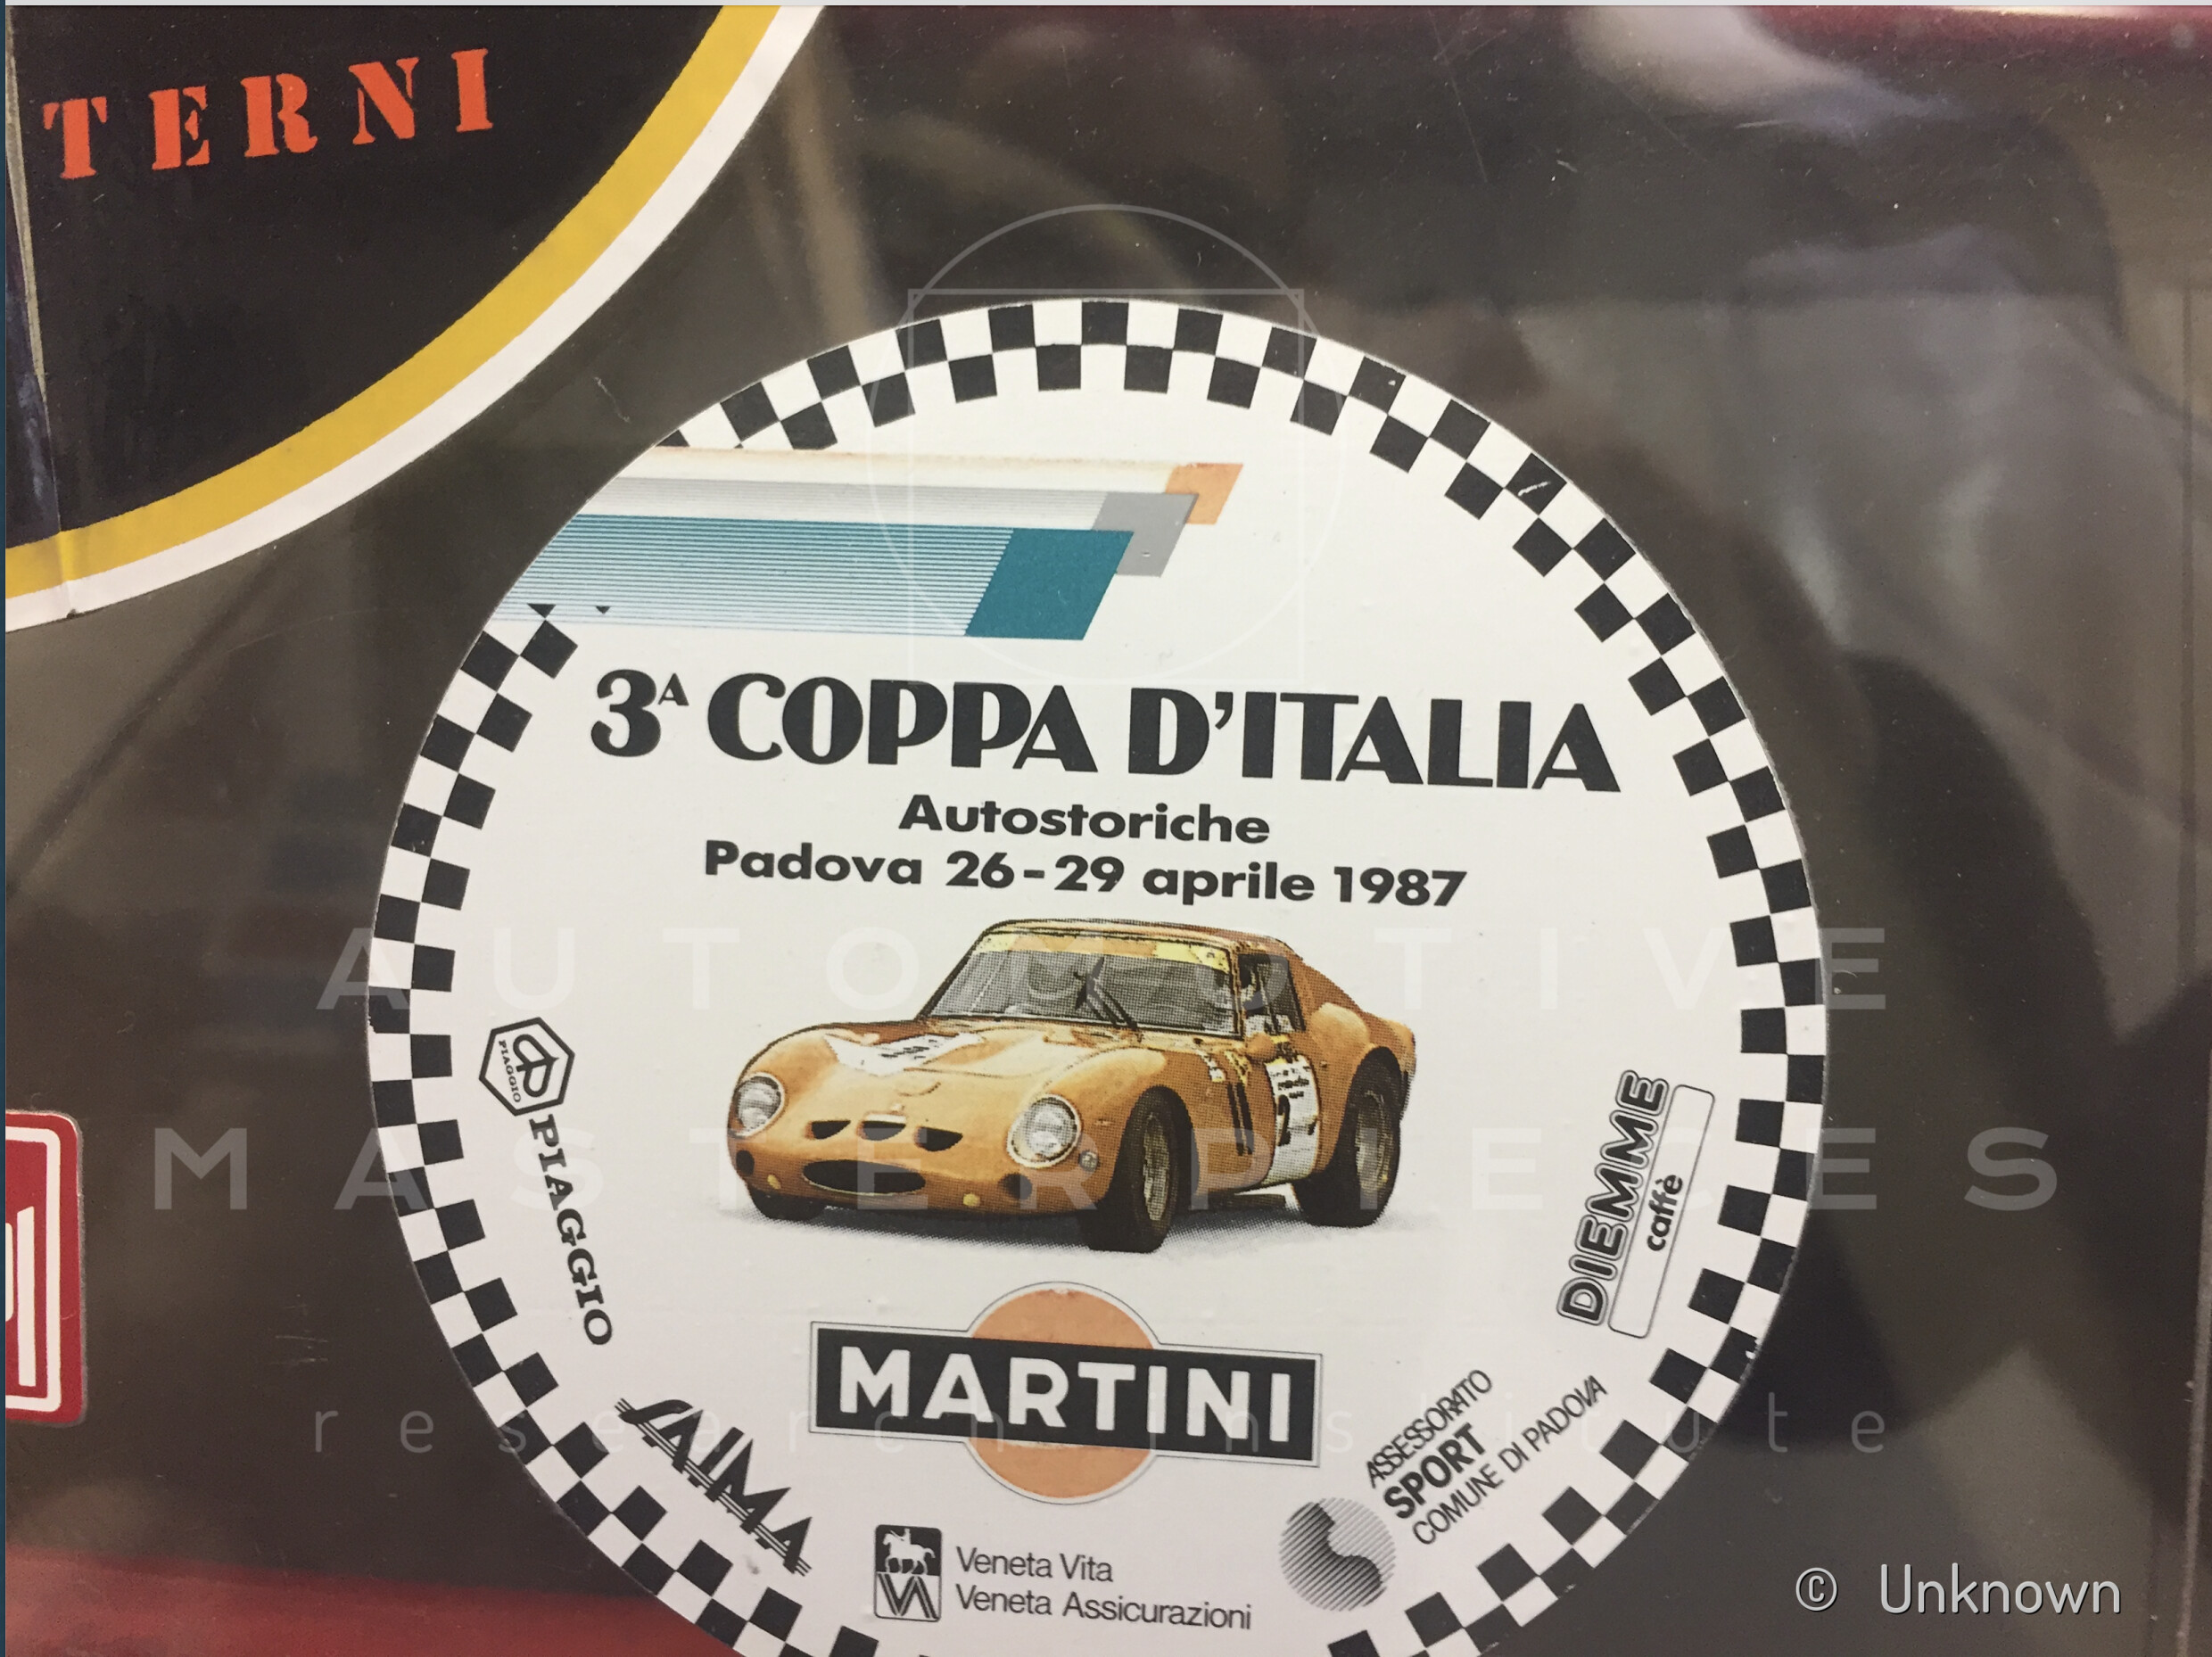 TERNI
3A COPPA D'ITALIA
Autostoriche
Padova 26-29 aprile 1987
AUTOMOTIVE
MASTERPIECES
research institute
PIAGGIO
PIAGGIO
2
DIEMME
caffè
MARTINI
SAIMA
ASSESSORATO
SPORT
COMUNE DI PADOVA
Veneta Vita
Veneta Assicurazioni
© Unknown